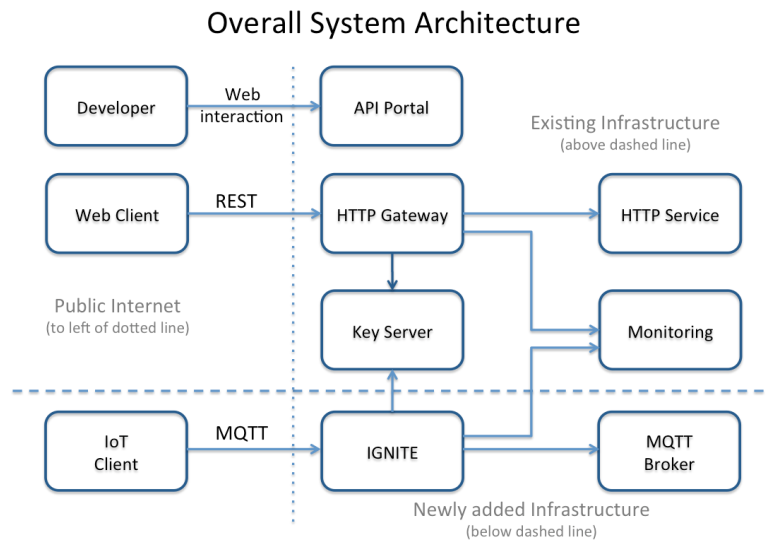 Overall System Architecture
Developer
Web
interaction
API Portal
Existing Infrastructure
(above dashed line)
Web Client
REST
HTTP Gateway
HTTP Service
Public Internet
(to left of dotted line)
Key Server
Monitoring
IoT
Client
MQTT
IGNITE
MQTT
Broker
Newly added Infrastructure
(below dashed line)